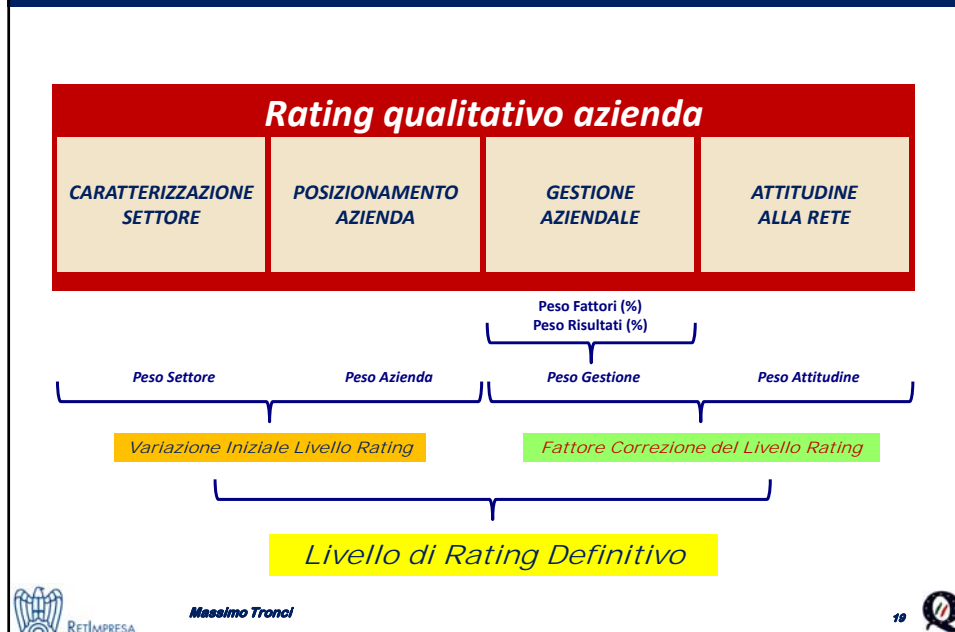 Rating qualitativo azienda
CARATTERIZZAZIONE
SETTORE
POSIZIONAMENTO
AZIENDA
GESTIONE
AZIENDALE
ATTITUDINE
ALLA RETE
Peso Fattori (%)
Peso Risultati (%)
Peso Settore
Peso Azienda
Peso Gestione
Peso Attitudine
Variazione Iniziale Livello Rating
Fattore Correzione del Livello Rating
Livello di Rating Definitivo
RETIMPRESA
Massimo Tronci
19